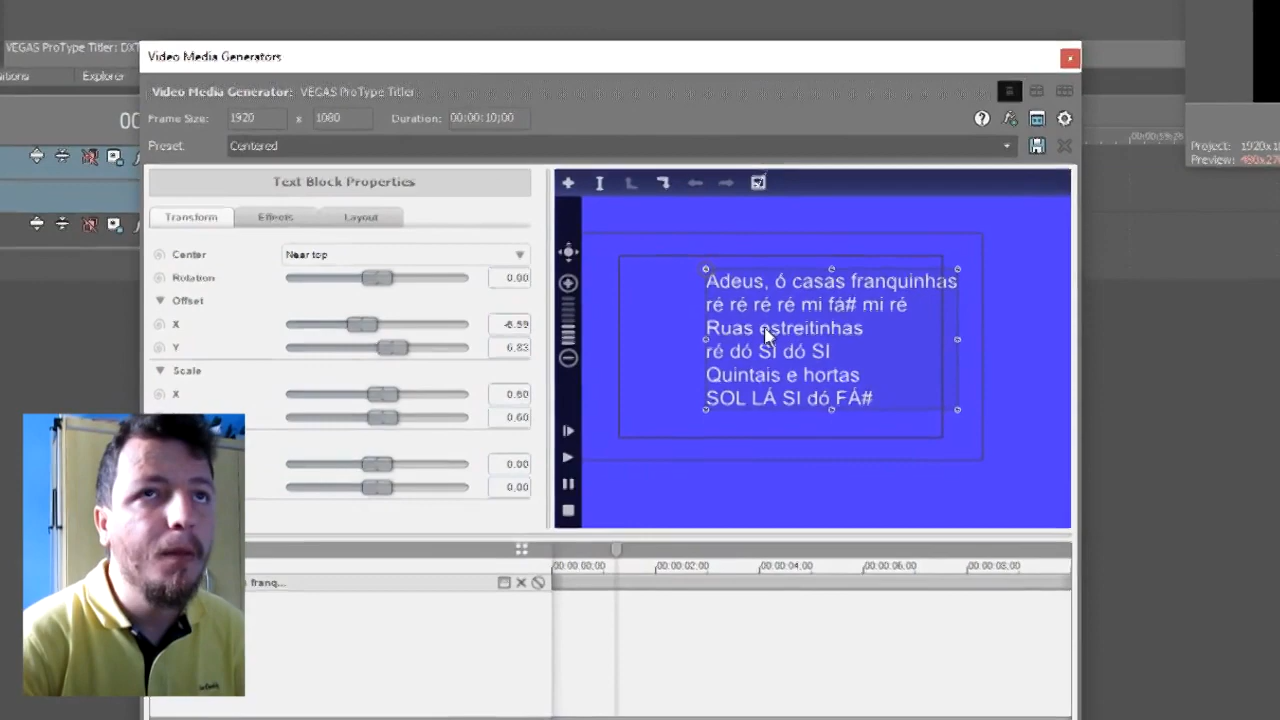 VEGAS ProType Titler: DXT
Video Media Generators
Explorer
Video Media Generator: VEGAS ProType Titler
Frame Size: 1920 x 1080 Duration: 00:00:10;00
Preset: Centered
Project: 1920x1
Preview: 480x27
00
Text Block Properties
Transform Effects Layout
Center Near top
Rotation 0.00
Offset
X -6.59
Y 6.83
Scale
X 0.60
0.60
0.00
0.00
Adeus, ó casas franquinhas
ré ré ré ré mi fá# mi ré
Ruas estreitinhas
ré dó SI dó SI
Quintais e hortas
SOL LÁ SI dó FÁ#
00:00:00;00 00:00:02;00 00:00:04;00 00:00:06;00 00:00:08;00
franq...